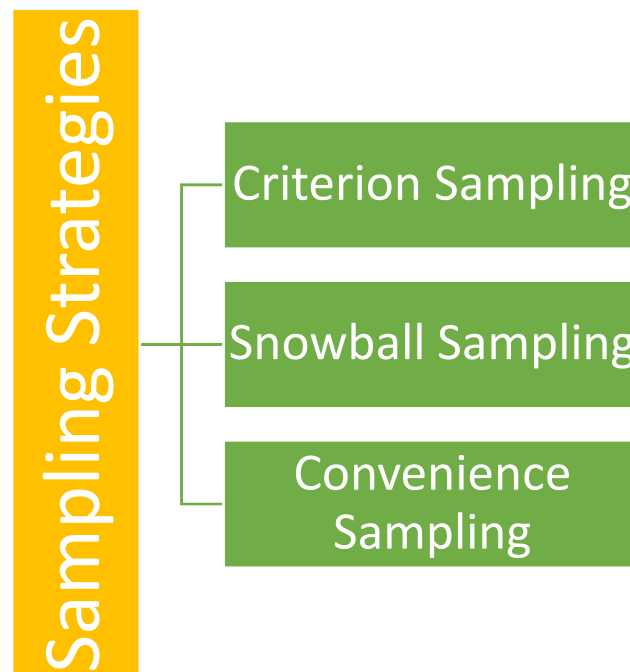 Sampling Strategies
Criterion Sampling
Snowball Sampling
Convenience
Sampling